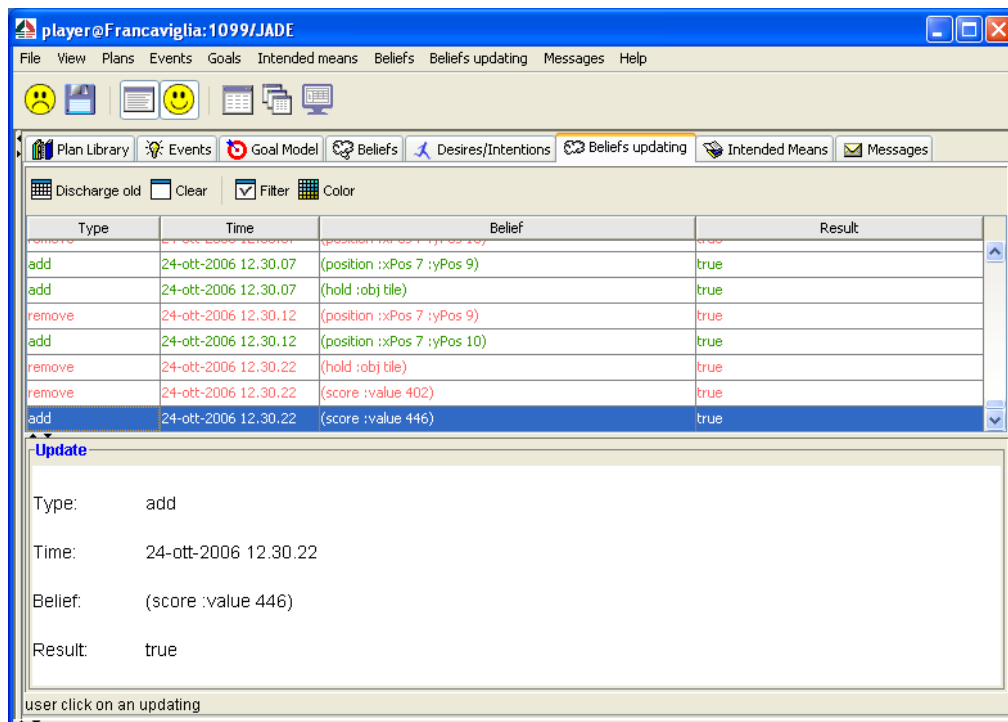 player@Francaviglia:1099/JADE
File View Plans Events Goals Intended means Beliefs Beliefs updating Messages Help
Plan Library Events Goal Model Beliefs Desires/Intentions Beliefs updating Intended Means Messages
Discharge old Clear Filter Color
Type Time Belief Result
add 24-ott-2006 12.30.07 (position :xPos 7 :yPos 9) true
add 24-ott-2006 12.30.07 (hold :obj tile) true
remove 24-ott-2006 12.30.12 (position :xPos 7 :yPos 9) true
add 24-ott-2006 12.30.12 (position :xPos 7 :yPos 10) true
remove 24-ott-2006 12.30.22 (hold :obj tile) true
remove 24-ott-2006 12.30.22 (score :value 402) true
add 24-ott-2006 12.30.22 (score :value 446) true
Update
Type: add
Time: 24-ott-2006 12.30.22
Belief: (score :value 446)
Result: true
user click on an updating